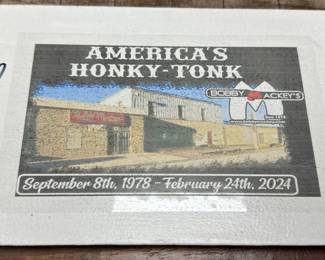 AMERICA'S
HONKY-TONK
BOBBY MACKEY'S
September 8th, 1978 - February 24th, 2024